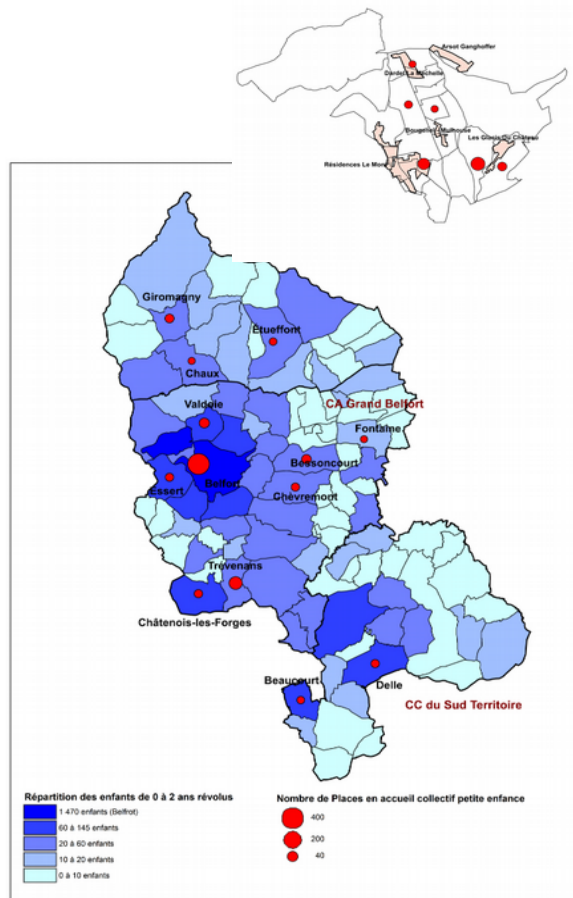 Arsot Ganghoffer
Dardel La Méchelle
Bougelles Mulhouse
Les Glacis Du Château
Résidences Le Mont
Giromagny
Étueffont
Chaux
CA Grand Belfort
Valdoie
Fontaine
Bessoncourt
Essert
Belfort
Chèvremont
Trévenans
Châtenois-les-Forges
Beaucourt
Delle
CC du Sud Territoire
Répartition des enfants de 0 à 2 ans révolus
1 470 enfants (Belfrot)
60 à 145 enfants
20 à 60 enfants
10 à 20 enfants
0 à 10 enfants
Nombre de Places en accueil collectif petite enfance
400
200
40